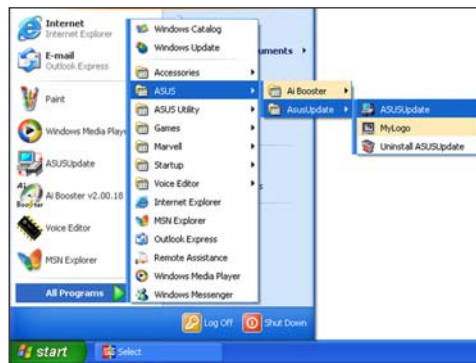 Internet
Internet Explorer
E-mail
Outlook Express
Paint
Windows Media Playe
ASUSUpdate
Ai Booster v2.00.18
Voice Editor
MSN Explorer
All Programs
Windows Catalog
Windows Update
Accessories
ASUS
ASUS Utility
Games
Marvell
Startup
Voice Editor
Internet Explorer
MSN Explorer
Outlook Express
Remote Assistance
Windows Media Player
Windows Messenger
uments
s
Ai Booster
AsusUpdate
ASUSUpdate
MyLogo
Uninstall ASUSUpdate
Log Off
Shut Down
start
Select